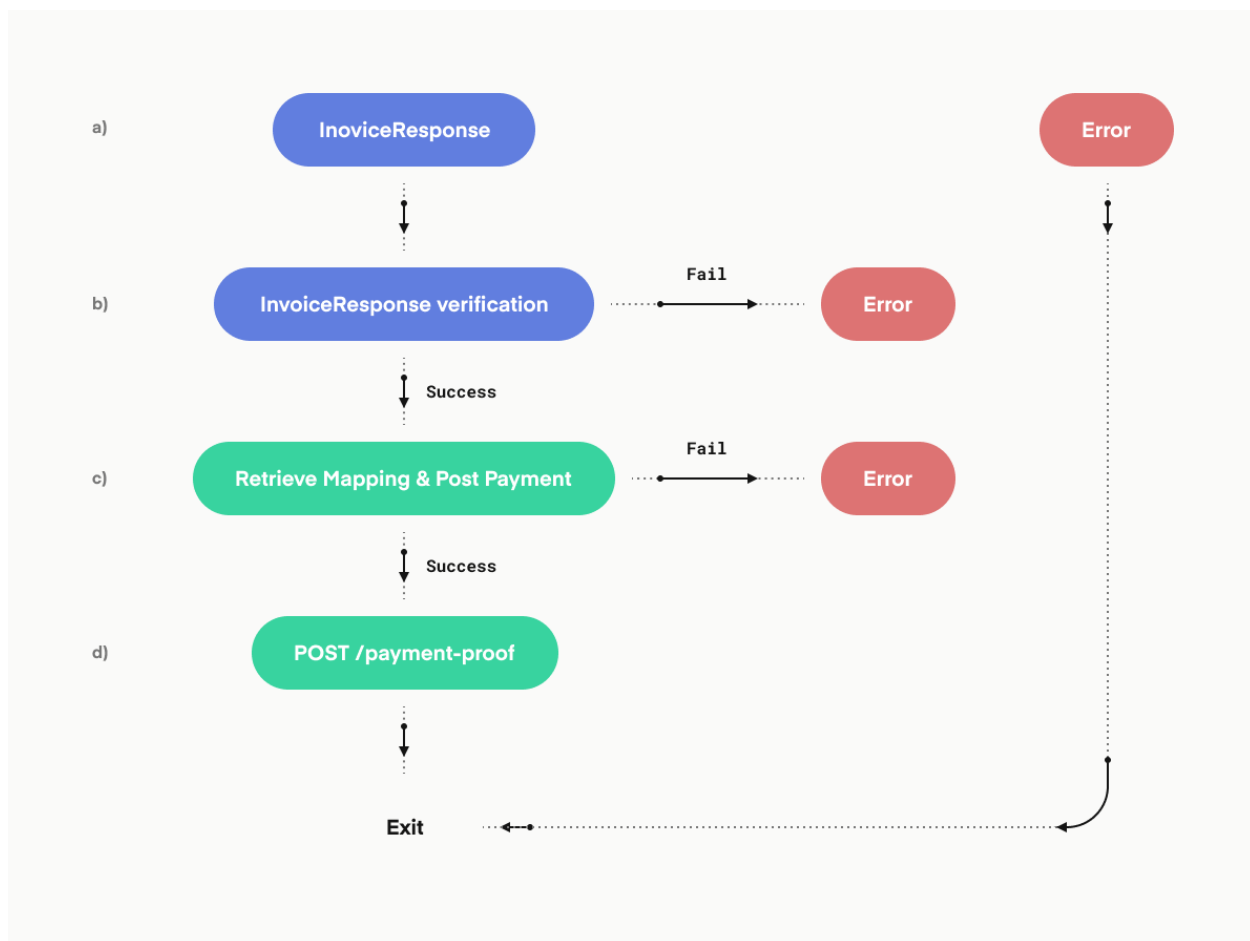 a)
InoviceResponse
Error
b)
InvoiceResponse verification
Fail
Error
Success
c)
Retrieve Mapping & Post Payment
Fail
Error
Success
d)
POST /payment-proof
Exit